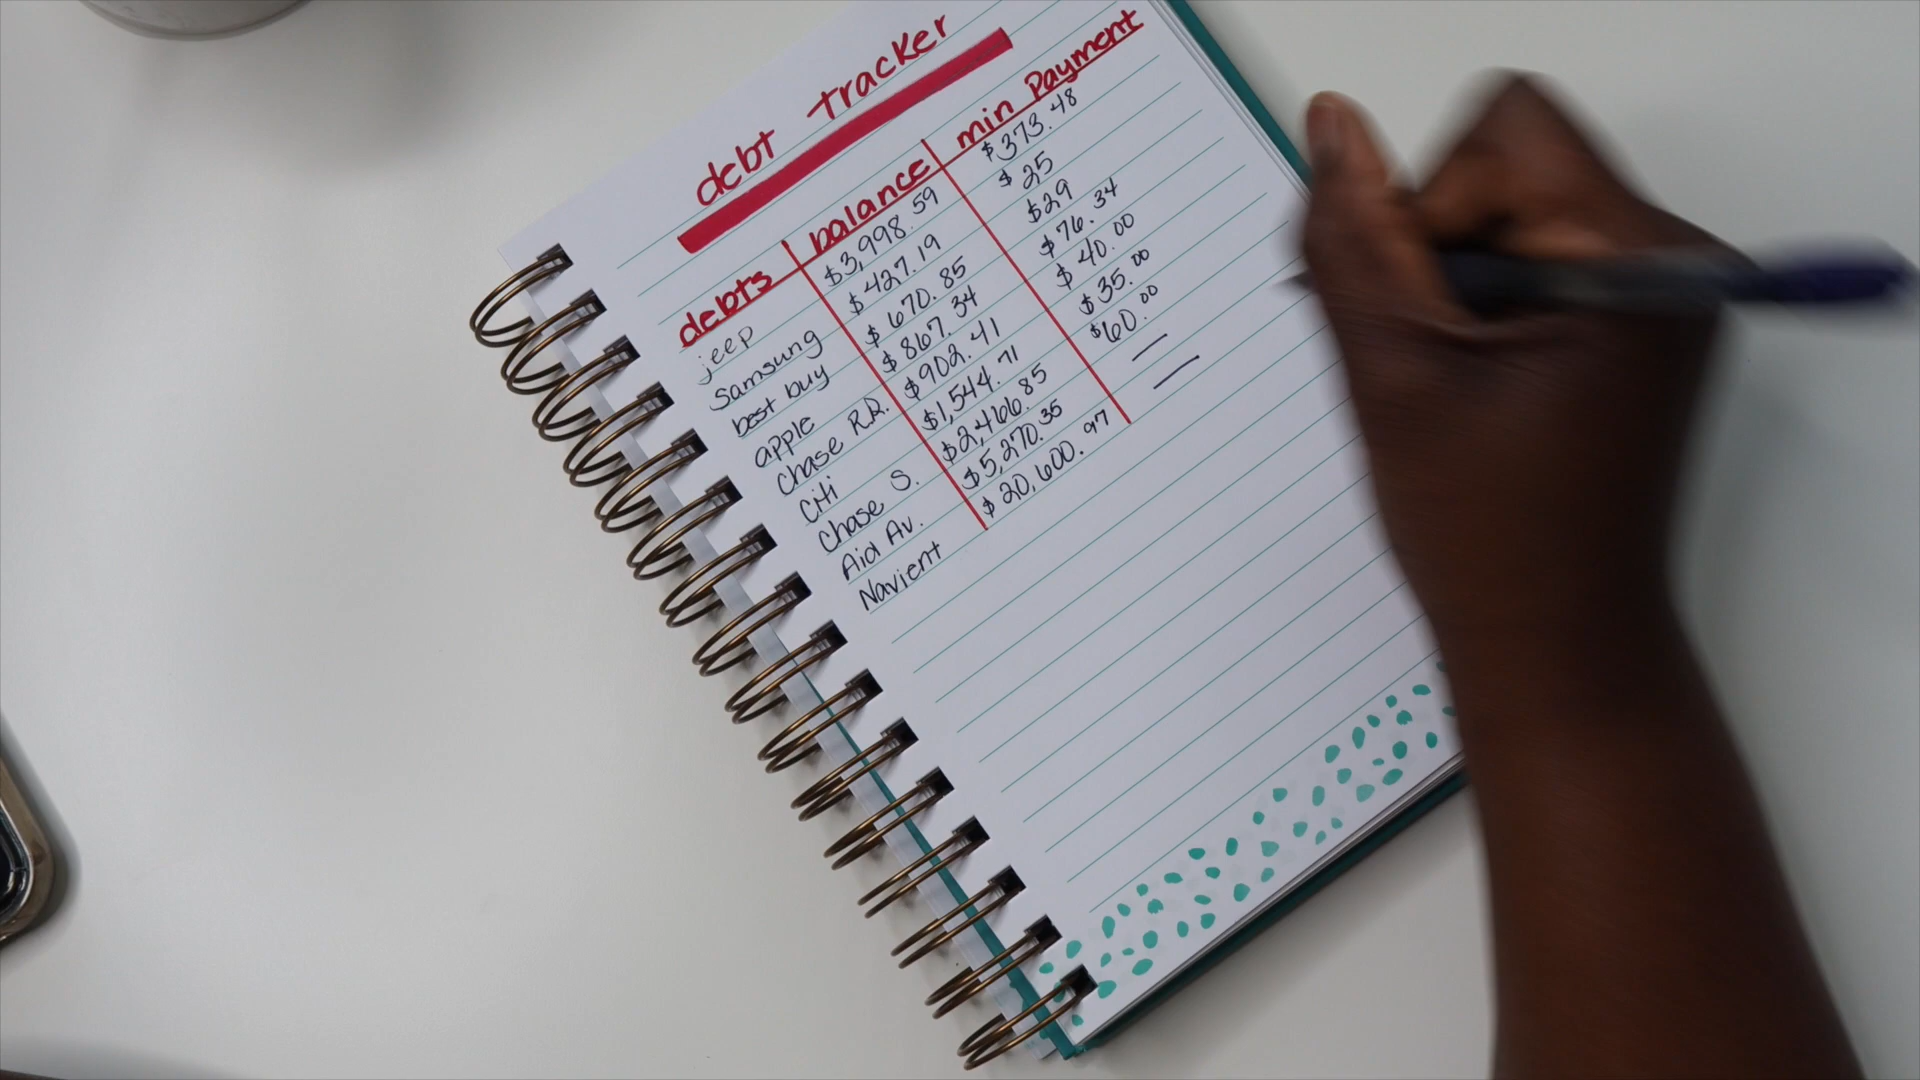 debt tracker
debts balance min payment
jeep $3,998.59 $373.48
samsung $427.19 $25
best buy $670.85 $29
apple $867.34 $76.34
Chase R.R. $902.41 $40.00
Citi $1,544.71 $35.00
Chase S. $2,466.85 $60.00
Aid Av. $5,270.35 —
Navient $20,600.97 —